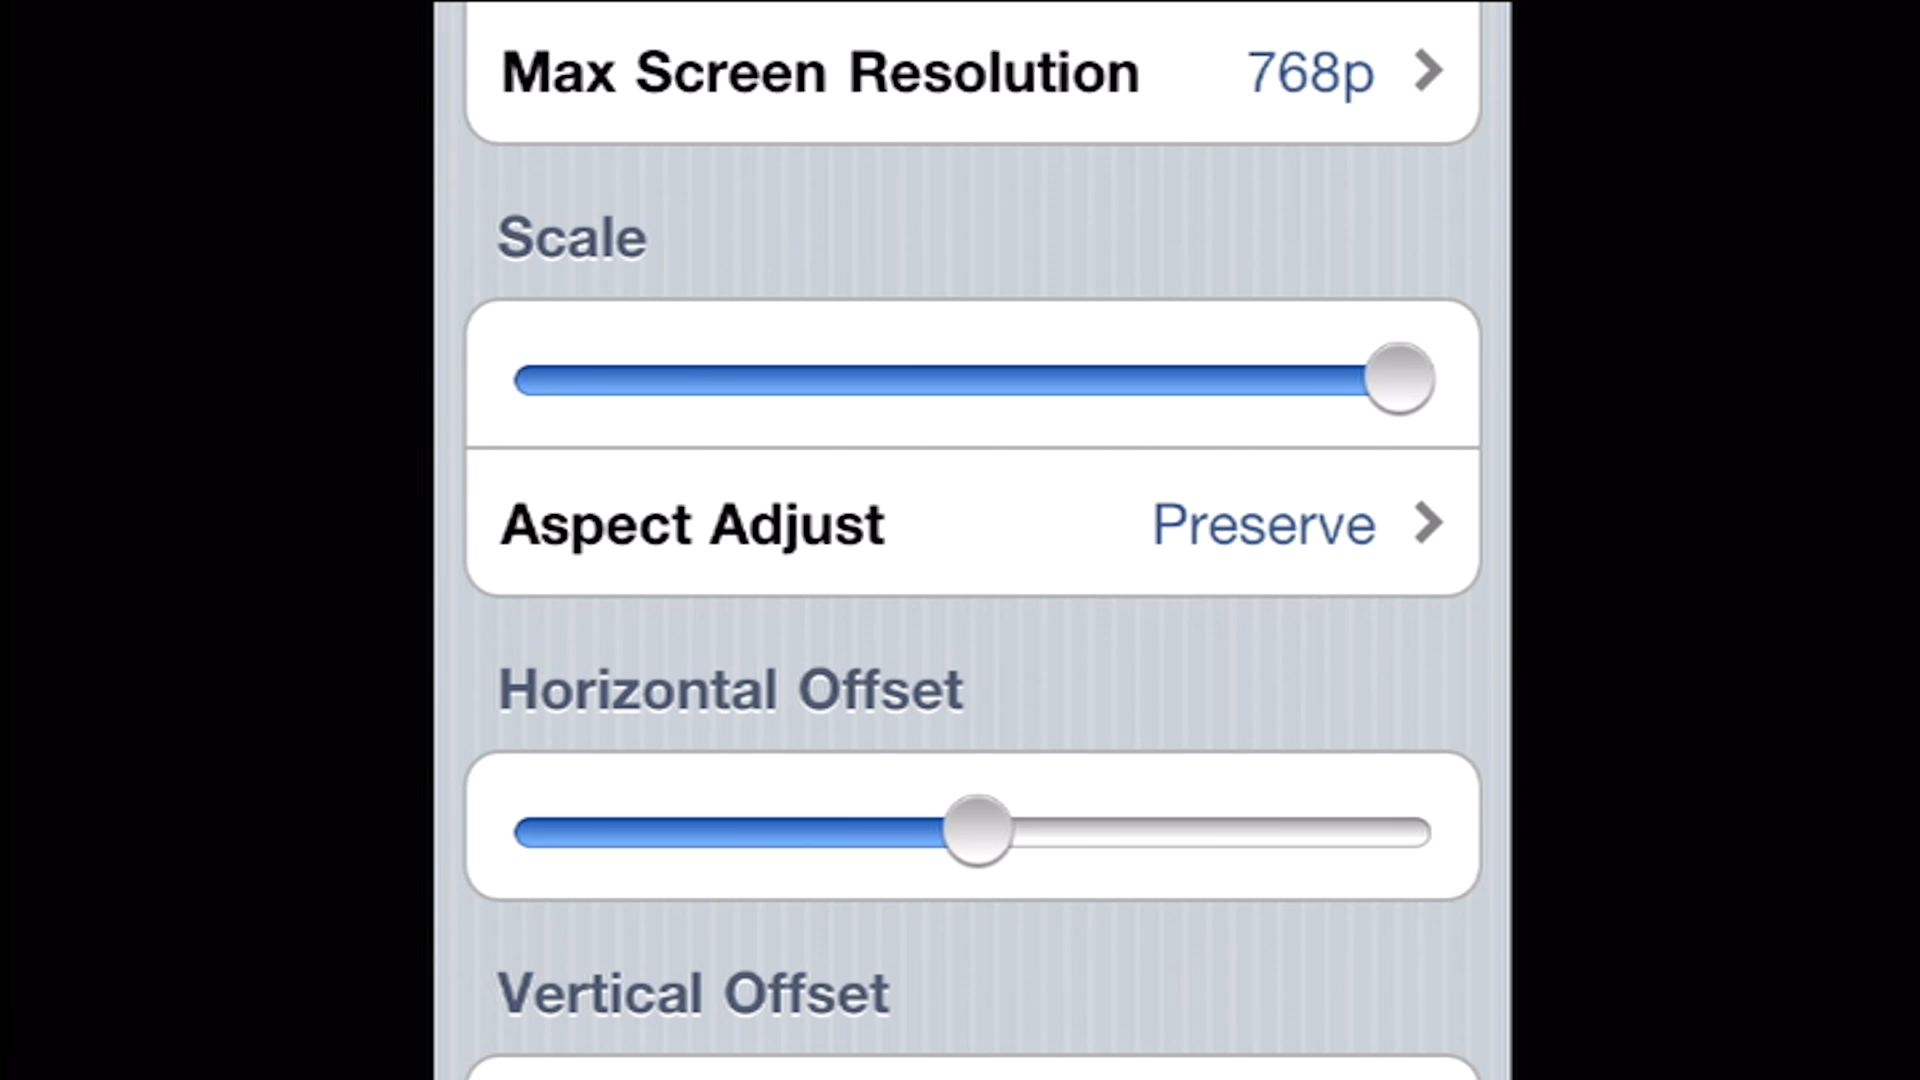 Max Screen Resolution 768p
Scale
Aspect Adjust Preserve
Horizontal Offset
Vertical Offset